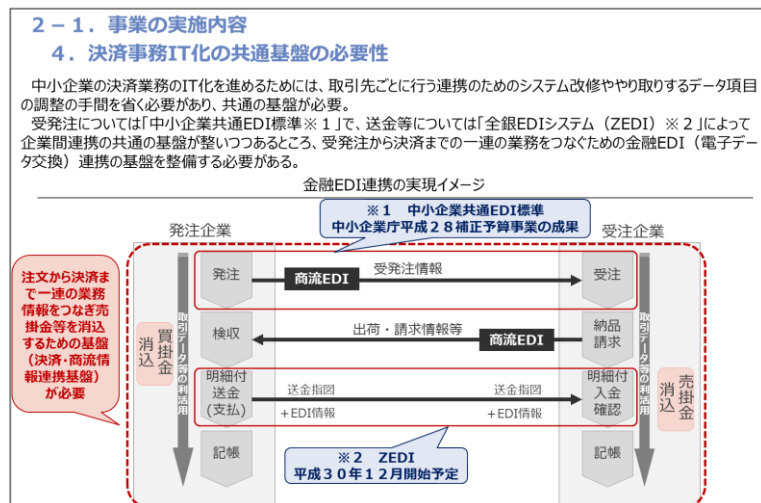 2－1．事業の実施内容
4．決済事務IT化の共通基盤の必要性
中小企業の決済業務のIT化を進めるためには、取引先ごとに行う連携のためのシステム改修ややり取りするデータ項目
の調整の手間を省く必要があり、共通の基盤が必要。
受発注については「中小企業共通EDI標準※１」で、送金等については「全銀EDIシステム（ZEDI）※２」によって
企業間連携の共通の基盤が整いつつあるところ、受発注から決済までの一連の業務をつなぐための金融EDI（電子デー
タ交換）連携の基盤を整備する必要がある。
金融EDI連携の実現イメージ
※１　中小企業共通EDI標準
中小企業庁平成２８補正予算事業の成果
発注企業
受注企業
発注
商流EDI
受発注情報
受注
注文から決済ま
で一連の業務
情報をつなぎ売
掛金等を消込
するための基盤
（決済・商流情
報連携基盤）
が必要
買掛金
消込
取引データ等の利活用
検収
出荷・請求情報等
商流EDI
納品
請求
明細付
送金
(支払)
送金指図
＋EDI情報
送金指図
＋EDI情報
明細付
入金
確認
取引データ等の利活用
売掛金
消込
記帳
※２　ZEDI
平成３０年１２月開始予定
記帳